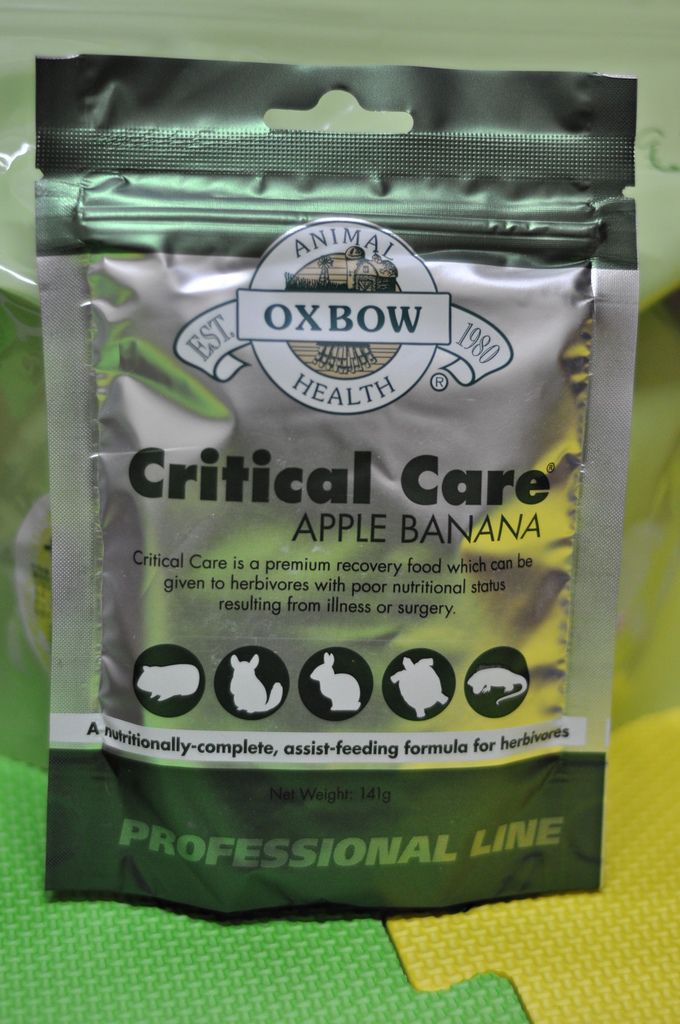 ANIMAL
EST. OXBOW 1980
HEALTH ®
Critical Care®
APPLE BANANA
Critical Care is a premium recovery food which can be
given to herbivores with poor nutritional status
resulting from illness or surgery.
A nutritionally-complete, assist-feeding formula for herbivores
Net Weight: 141g
PROFESSIONAL LINE